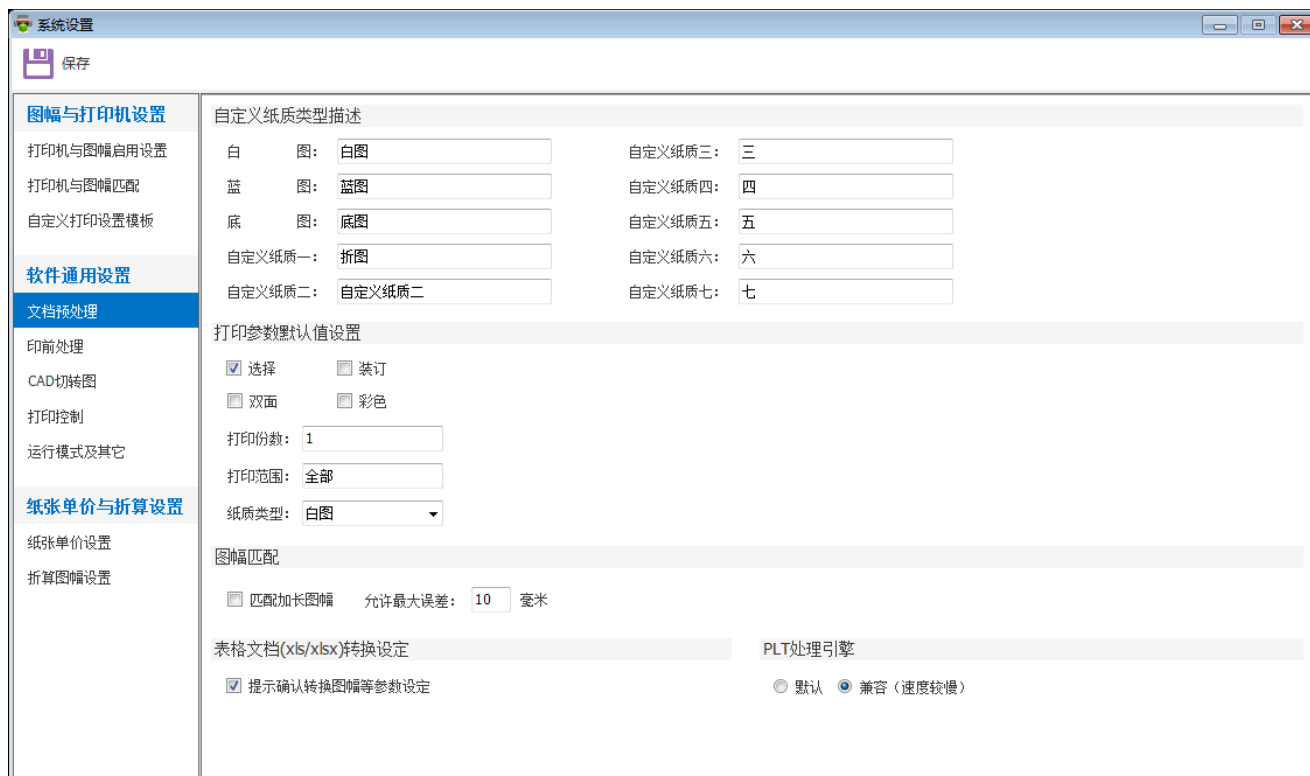 系统设置
保存
图幅与打印机设置
打印机与图幅启用设置
打印机与图幅匹配
自定义打印设置模板
软件通用设置
文档预处理
印前处理
CAD切转图
打印控制
运行模式及其它
纸张单价与折算设置
纸张单价设置
折算图幅设置
自定义纸质类型描述
白 图: 白图 自定义纸质三: 三
蓝 图: 蓝图 自定义纸质四: 四
底 图: 底图 自定义纸质五: 五
自定义纸质一: 折图 自定义纸质六: 六
自定义纸质二: 自定义纸质二 自定义纸质七: 七
打印参数默认值设置
选择 装订
双面 彩色
打印份数: 1
打印范围: 全部
纸质类型: 白图
图幅匹配
匹配加长图幅 允许最大误差: 10 毫米
表格文档(xls/xlsx)转换设定 PLT处理引擎
提示确认转换图幅等参数设定 默认 兼容（速度较慢）